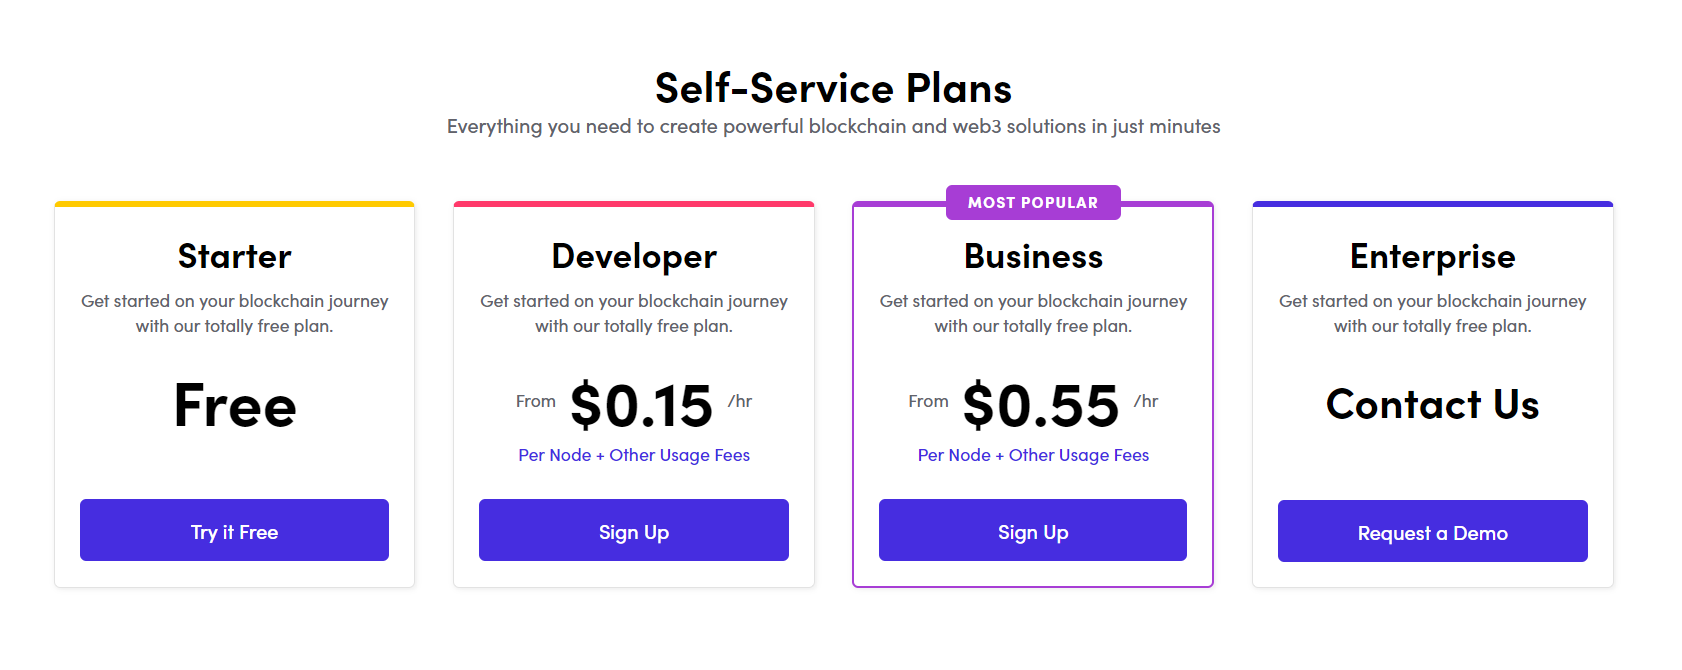 Self-Service Plans
Everything you need to create powerful blockchain and web3 solutions in just minutes
Starter
Get started on your blockchain journey
with our totally free plan.
Free
Try it Free
Developer
Get started on your blockchain journey
with our totally free plan.
From $0.15 /hr
Per Node + Other Usage Fees
Sign Up
MOST POPULAR
Business
Get started on your blockchain journey
with our totally free plan.
From $0.55 /hr
Per Node + Other Usage Fees
Sign Up
Enterprise
Get started on your blockchain journey
with our totally free plan.
Contact Us
Request a Demo